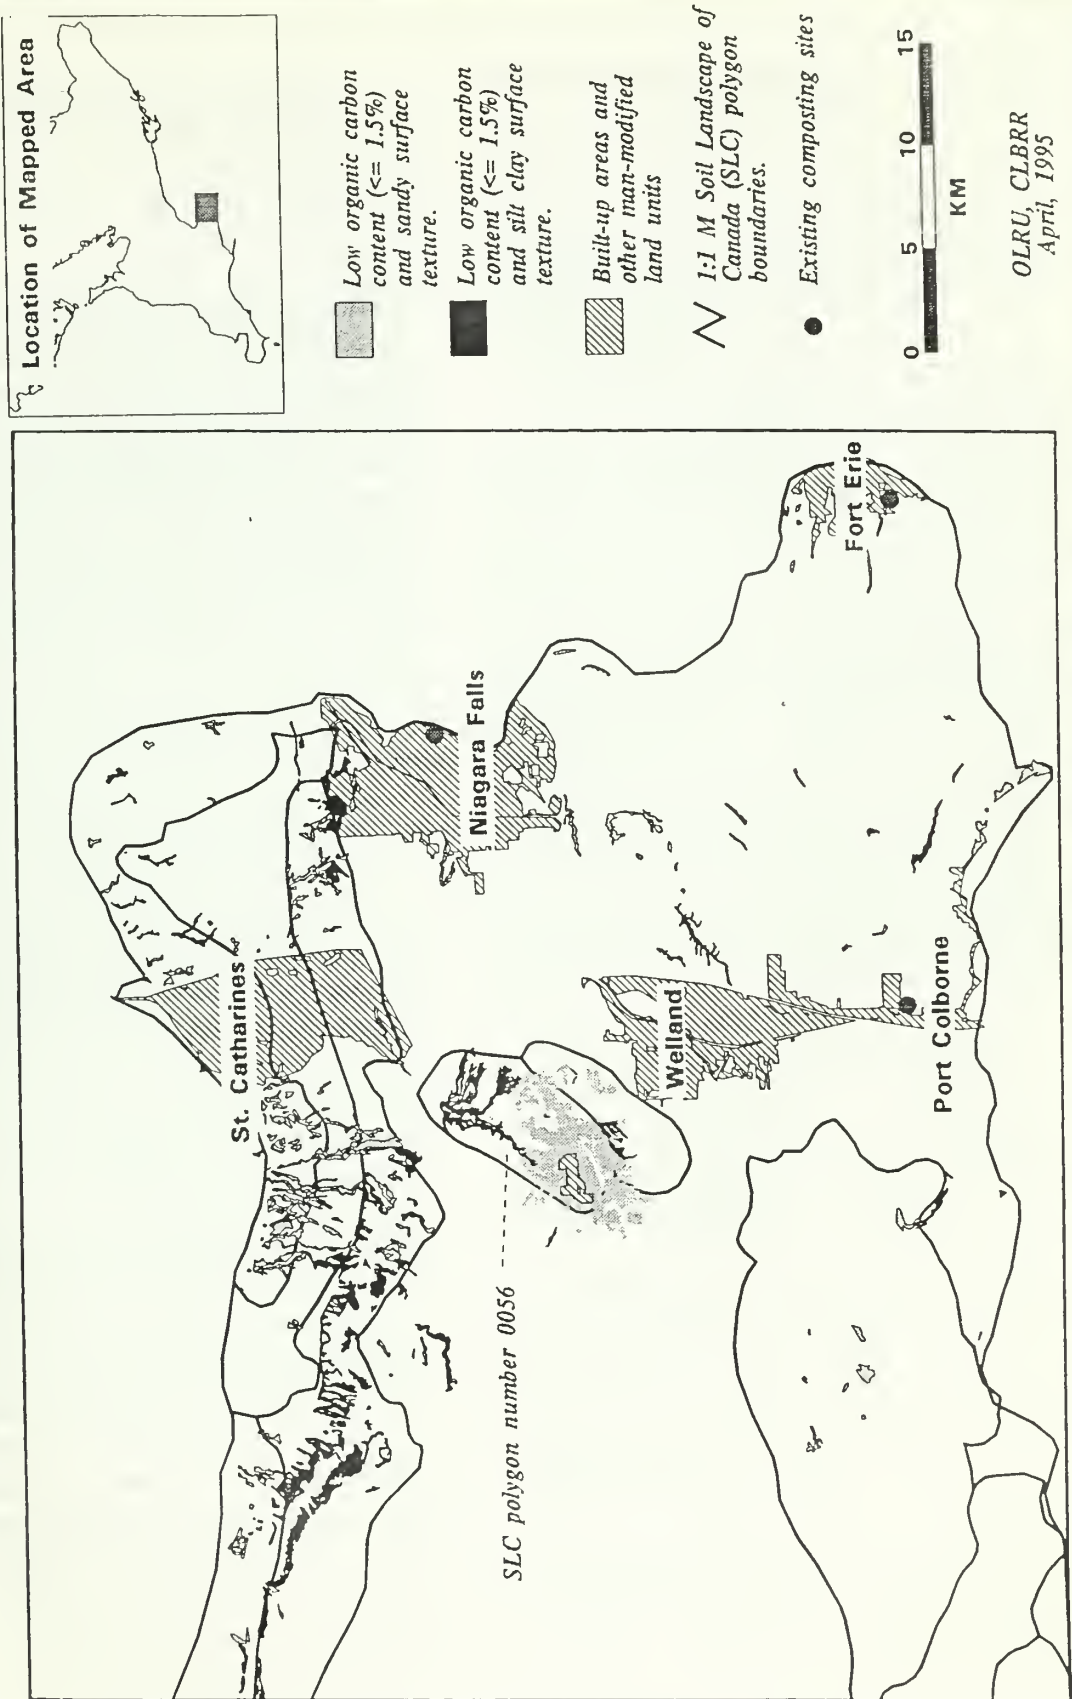 Location of Mapped Area
Low organic carbon
content (<= 1.5%)
and sandy surface
texture.
Low organic carbon
content (<= 1.5%)
and silt clay surface
texture.
Built-up areas and
other man-modified
land units
1:1 M Soil Landscape of
Canada (SLC) polygon
boundaries.
Existing composting sites
0 5 10 15
KM
OLRU, CLBRR
April, 1995
St. Catharines
Niagara Falls
Welland
Fort Erie
Port Colborne
SLC polygon number 0056